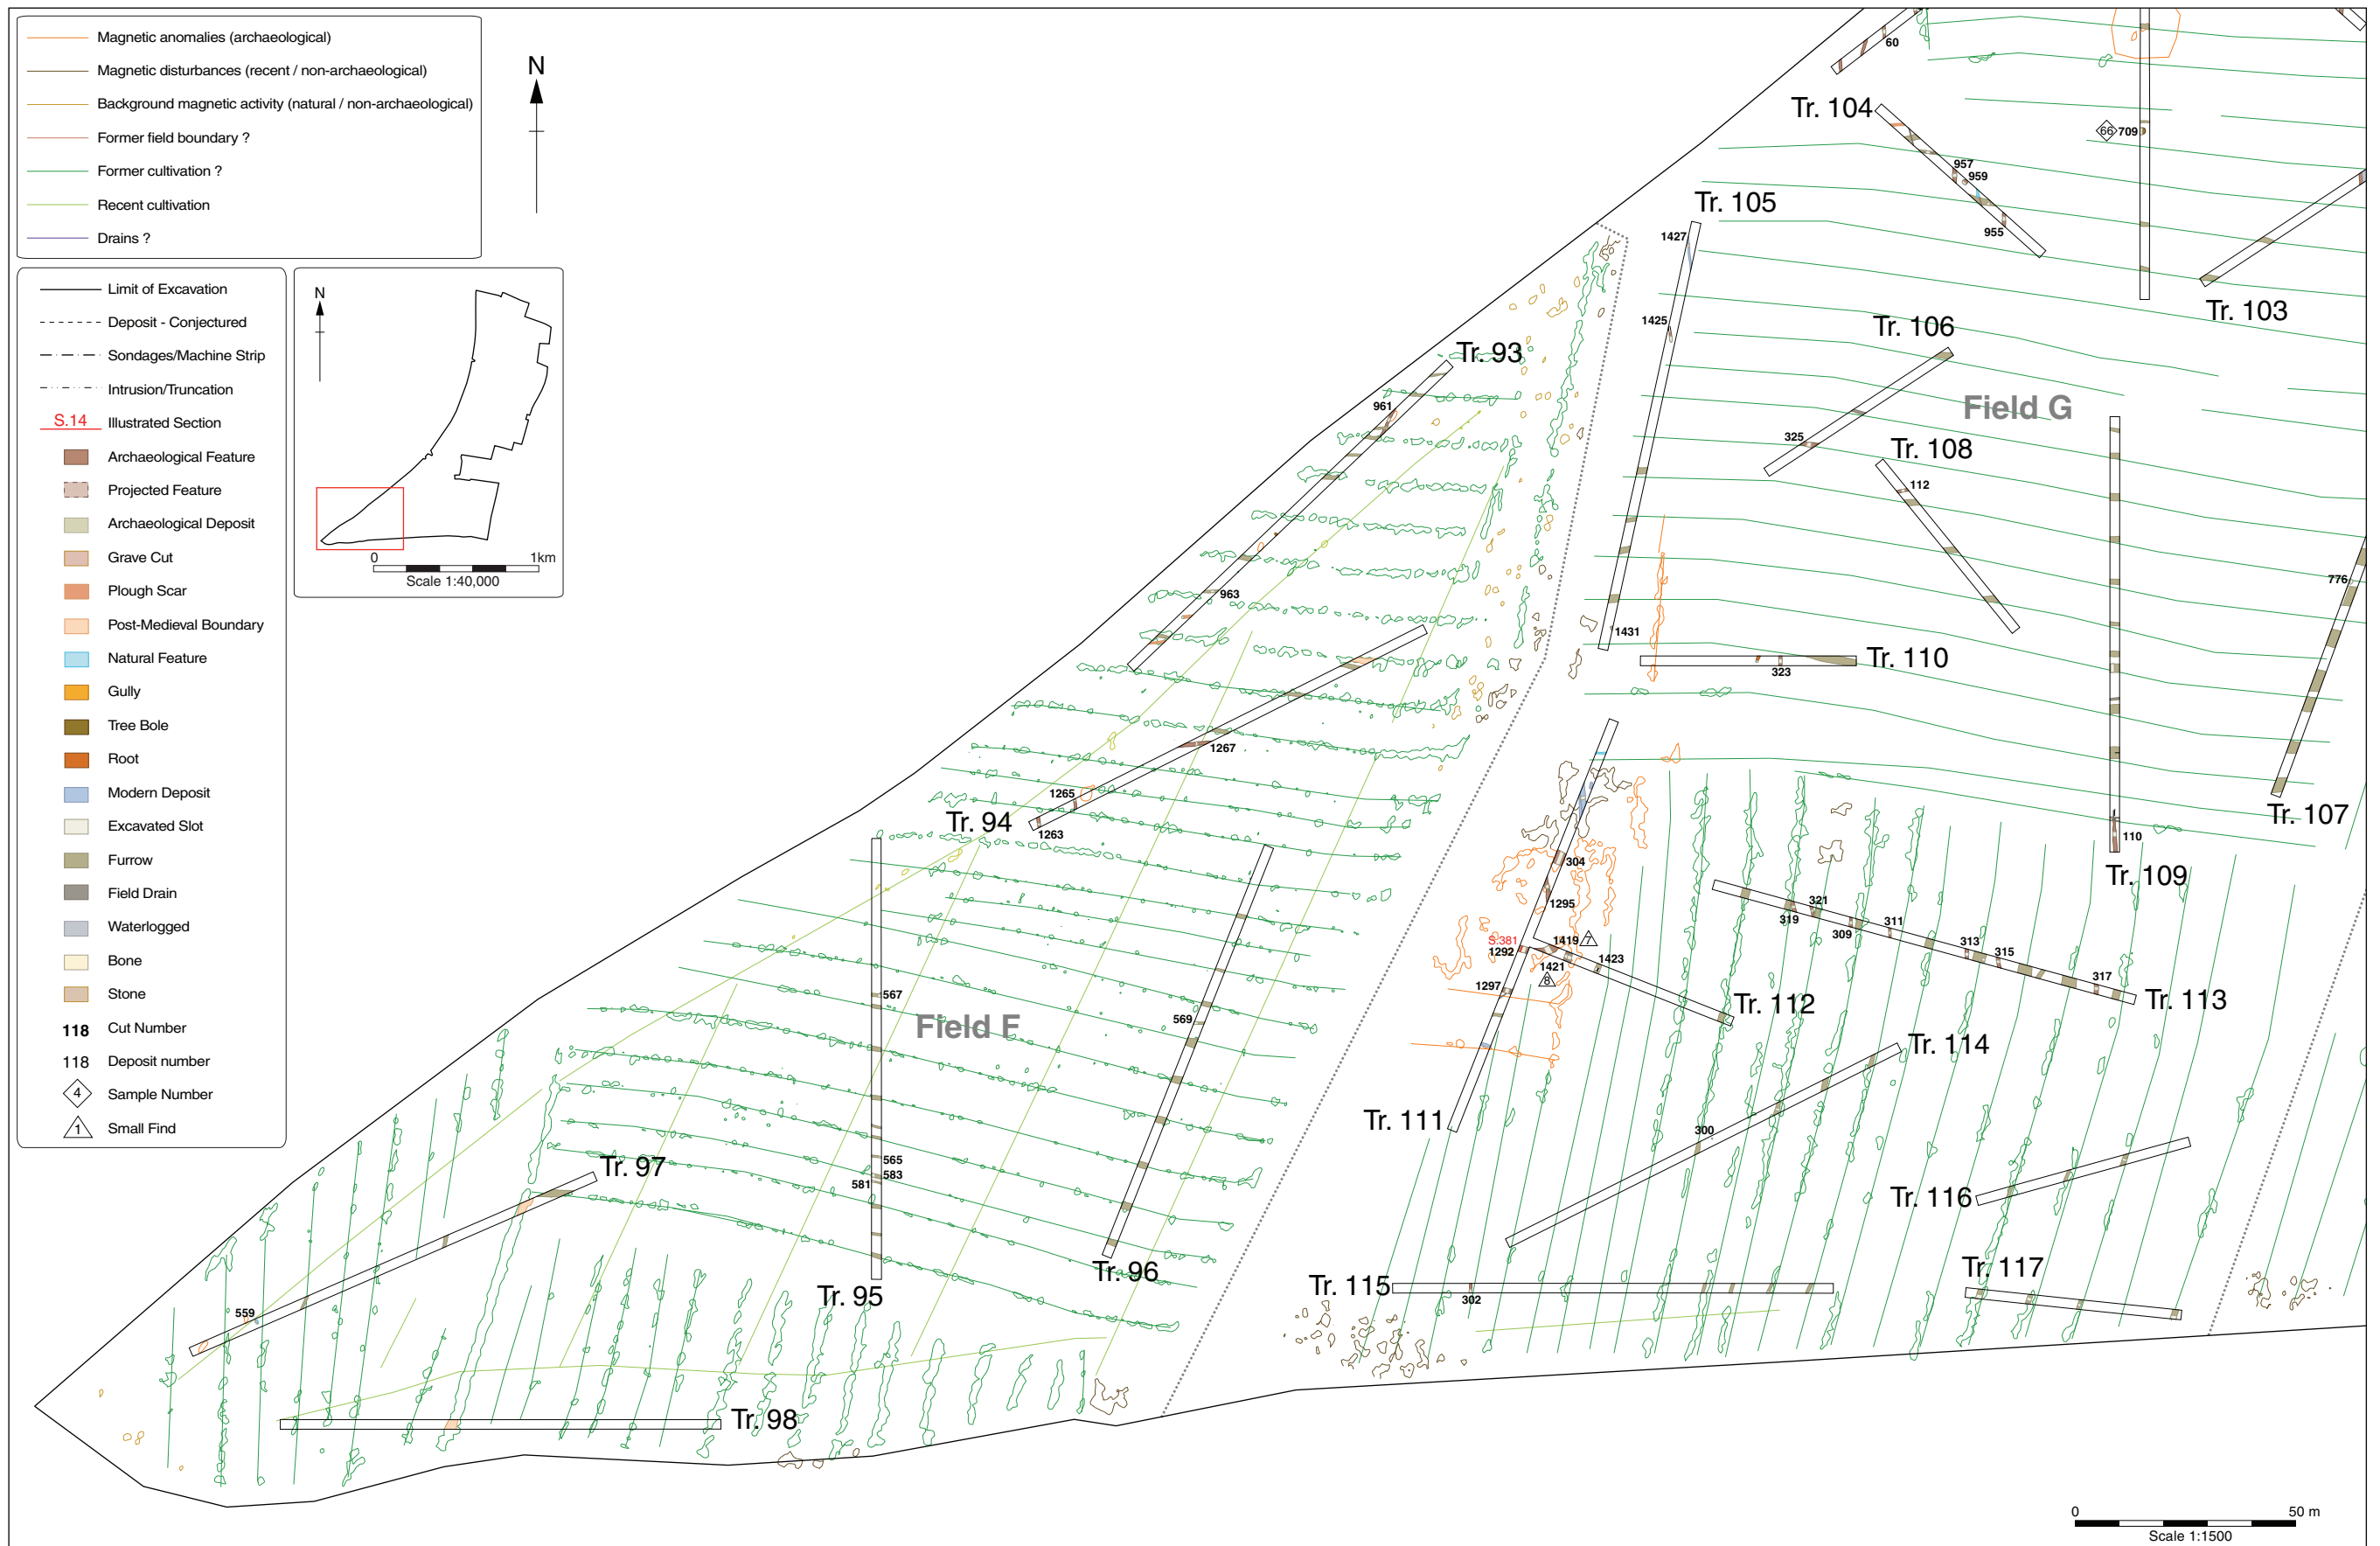 Magnetic anomalies (archaeological)
Magnetic disturbances (recent / non-archaeological)
Background magnetic activity (natural / non-archaeological)
Former field boundary ?
Former cultivation ?
Recent cultivation
Drains ?
N
Limit of Excavation
Deposit - Conjectured
Sondages/Machine Strip
Intrusion/Truncation
S.14 Illustrated Section
Archaeological Feature
Projected Feature
Archaeological Deposit
Grave Cut
Plough Scar
Post-Medieval Boundary
Natural Feature
Gully
Tree Bole
Root
Modern Deposit
Excavated Slot
Furrow
Field Drain
Waterlogged
Bone
Stone
118 Cut Number
118 Deposit number
4 Sample Number
1 Small Find
N
0 1km
Scale 1:40,000
60
Tr. 104
66 709
957
959
955
Tr. 105
1427
Tr. 103
1425
Tr. 106
Tr. 93
961
Field G
325
Tr. 108
112
776
963
1431
Tr. 110
323
1267
1265
Tr. 94
1263
Tr. 107
110
Tr. 109
304
1295
321
319
311
309
S.381
1292
1419 7
1421
8
1423
313
315
317
1297
Tr. 112
Tr. 113
567
Field F
569
Tr. 114
Tr. 111
300
565
583
581
Tr. 97
Tr. 116
Tr. 96
Tr. 95
Tr. 115
302
Tr. 117
559
Tr. 98
0 50 m
Scale 1:1500